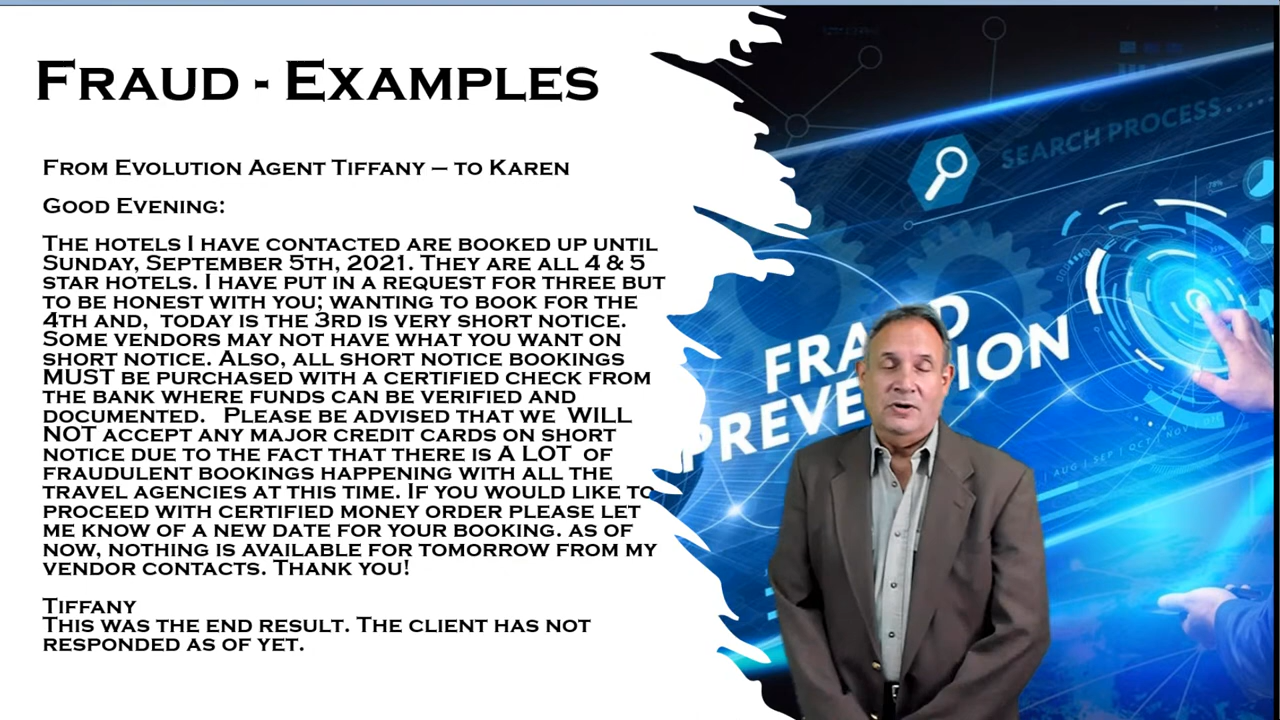 Fraud - Examples
From Evolution Agent Tiffany – to Karen
Good Evening:
The hotels I have contacted are booked up until
Sunday, September 5th, 2021. They are all 4 & 5
star hotels. I have put in a request for three but
to be honest with you; wanting to book for the
4th and, today is the 3rd is very short notice.
Some vendors may not have what you want on
short notice. Also, all short notice bookings
MUST be purchased with a certified check from
the bank where funds can be verified and
documented. Please be advised that we WILL
NOT accept any major credit cards on short
notice due to the fact that there is A LOT of
fraudulent bookings happening with all the
travel agencies at this time. If you would like to
proceed with certified money order please let
me know of a new date for your booking. as of
now, nothing is available for tomorrow from my
vendor contacts. Thank you!
Tiffany
This was the end result. The client has not
responded as of yet.
SEARCH PROCESS.....
FRAUD
PREVENTION
| AUG | SEP | OCT | NOV